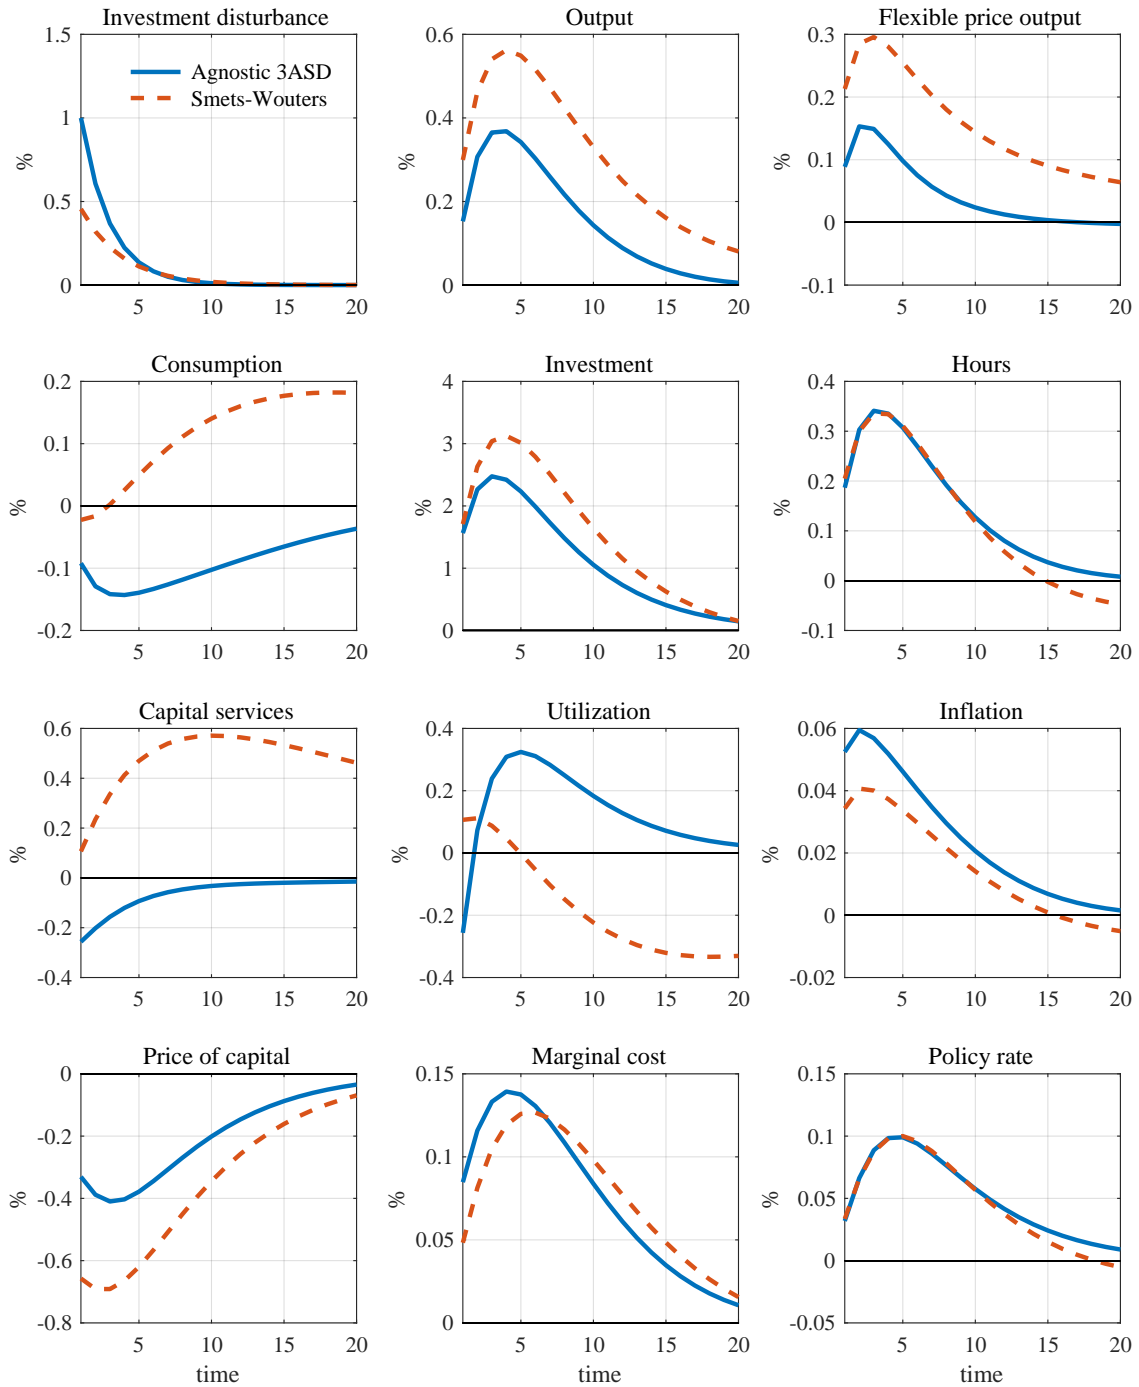 Investment disturbance
1.5
1
0.5
0
%
5 10 15 20
Agnostic 3ASD
Smets-Wouters
Output
0.6
0.4
0.2
0
%
5 10 15 20
Flexible price output
0.3
0.2
0.1
0
-0.1
%
5 10 15 20
Consumption
0.2
0.1
0
-0.1
-0.2
%
5 10 15 20
Investment
4
3
2
1
0
%
5 10 15 20
Hours
0.4
0.3
0.2
0.1
0
-0.1
%
5 10 15 20
Capital services
0.6
0.4
0.2
0
-0.2
-0.4
%
5 10 15 20
Utilization
0.4
0.2
0
-0.2
-0.4
%
5 10 15 20
Inflation
0.06
0.04
0.02
0
-0.02
%
5 10 15 20
Price of capital
0
-0.2
-0.4
-0.6
-0.8
%
5 10 15 20
time
Marginal cost
0.15
0.1
0.05
0
%
5 10 15 20
time
Policy rate
0.15
0.1
0.05
0
-0.05
%
5 10 15 20
time